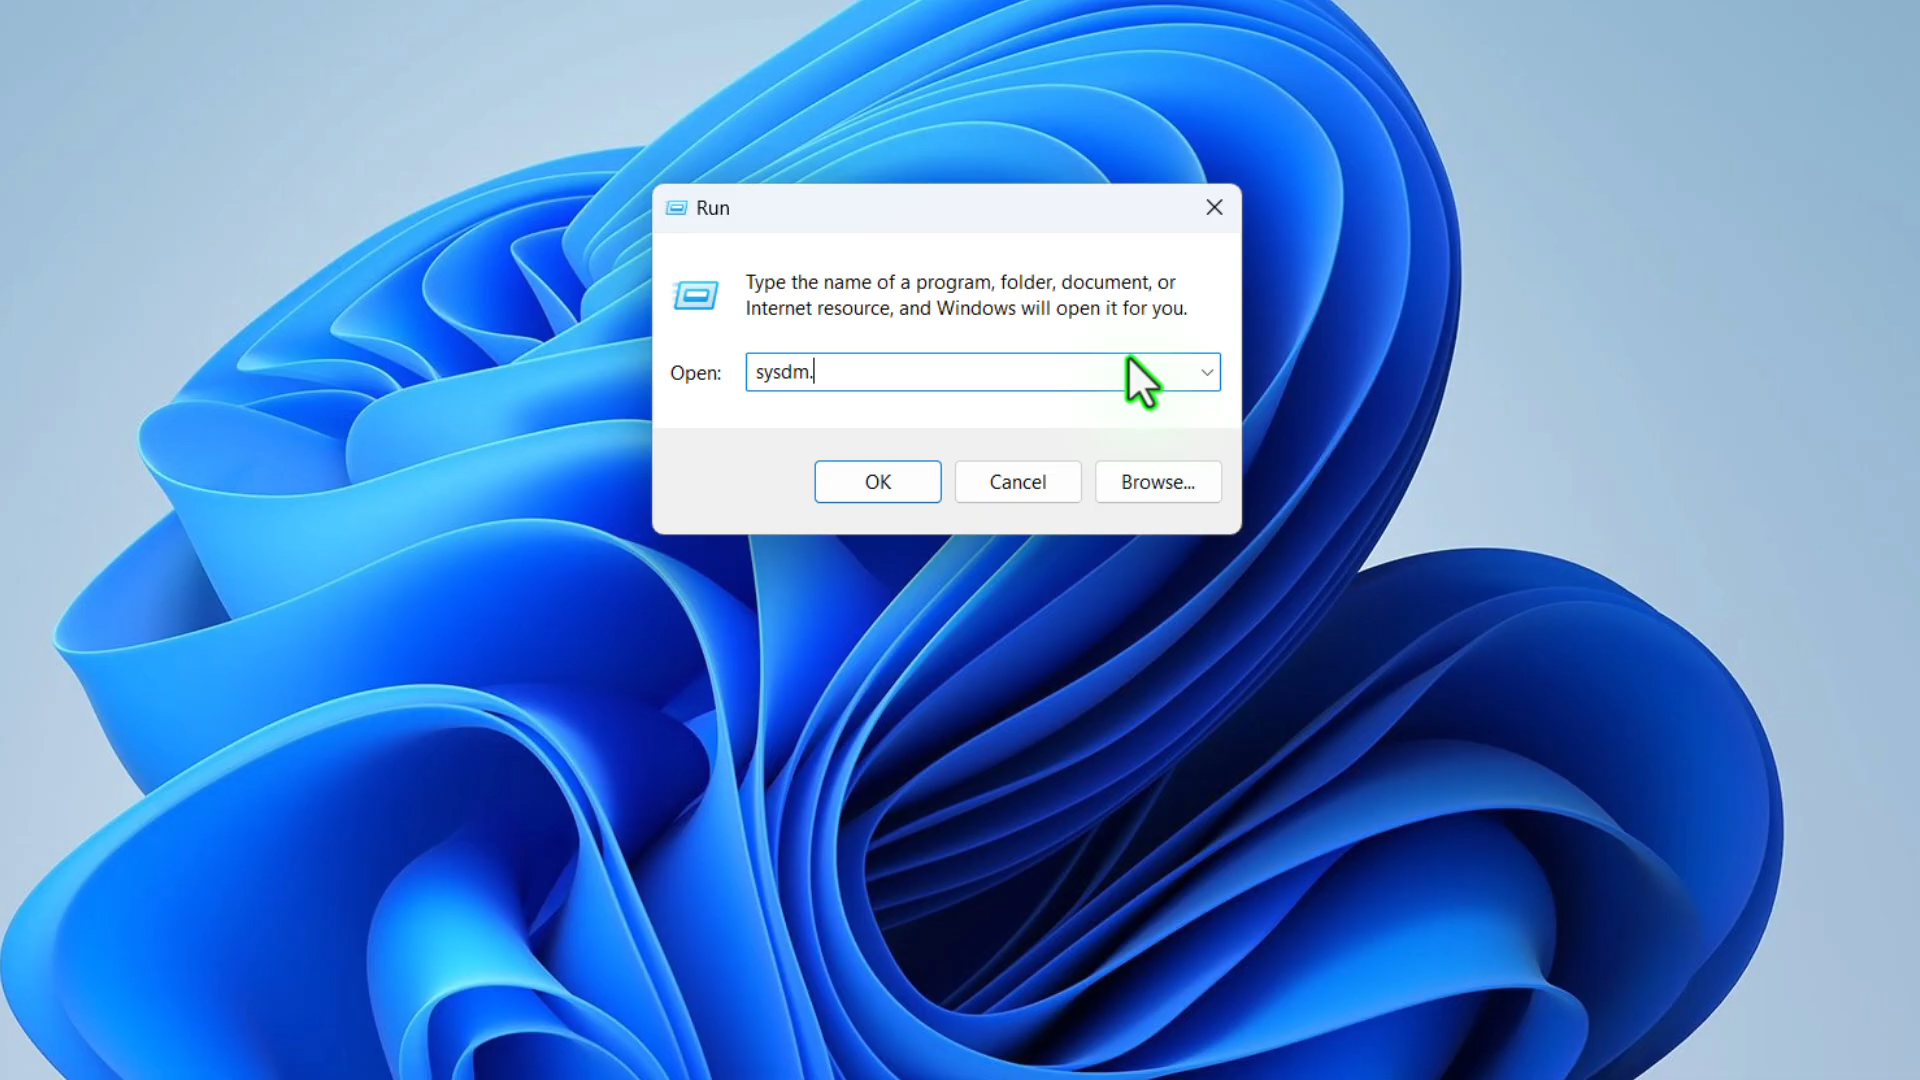 Run
Type the name of a program, folder, document, or
Internet resource, and Windows will open it for you.
Open: sysdm.
OK Cancel Browse...